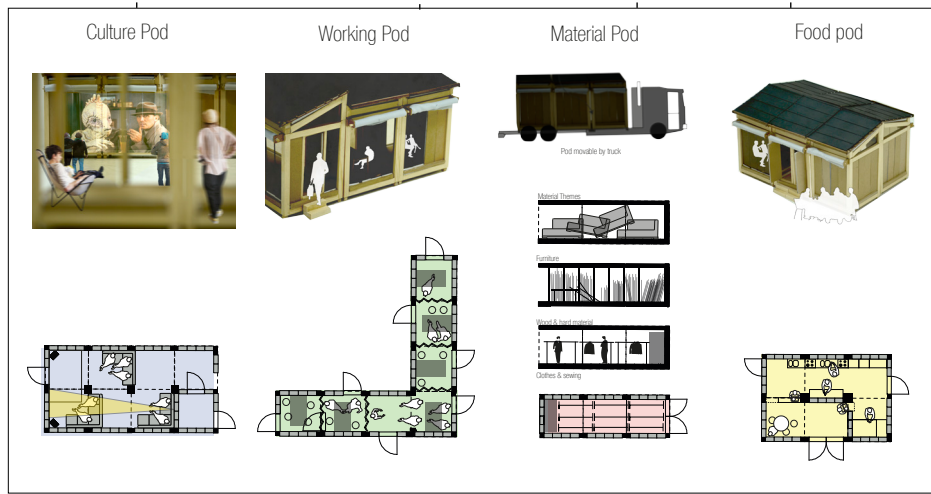 Culture Pod
Working Pod
Material Pod
Food pod
Pod movable by truck
Material Themes
Furniture
Wood & hard material
Clothes & sewing